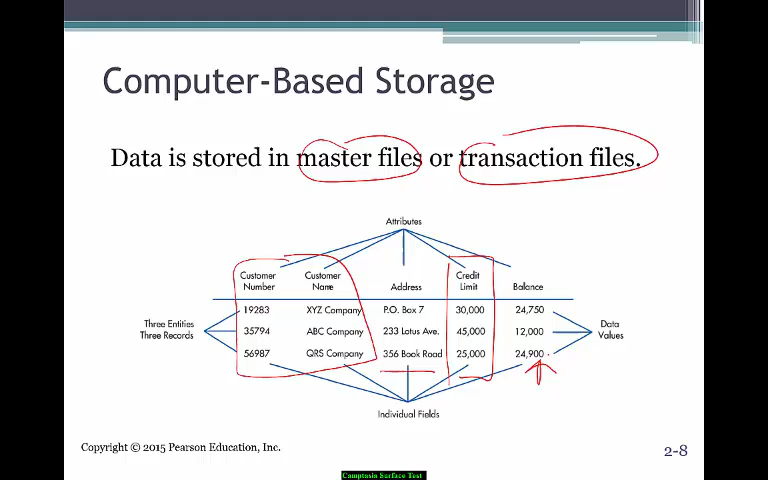 Computer-Based Storage
Data is stored in master files or transaction files.
Attributes
Customer Number Customer Name Address Credit Limit Balance
19283 XYZ Company P.O. Box 7 30,000 24,750
Three Entities
Three Records
35794 ABC Company 233 Lotus Ave. 45,000 12,000
Data
Values
56987 QRS Company 356 Book Road 25,000 24,900
Individual Fields
Copyright © 2015 Pearson Education, Inc.
2-8
Camptasia Surface Test